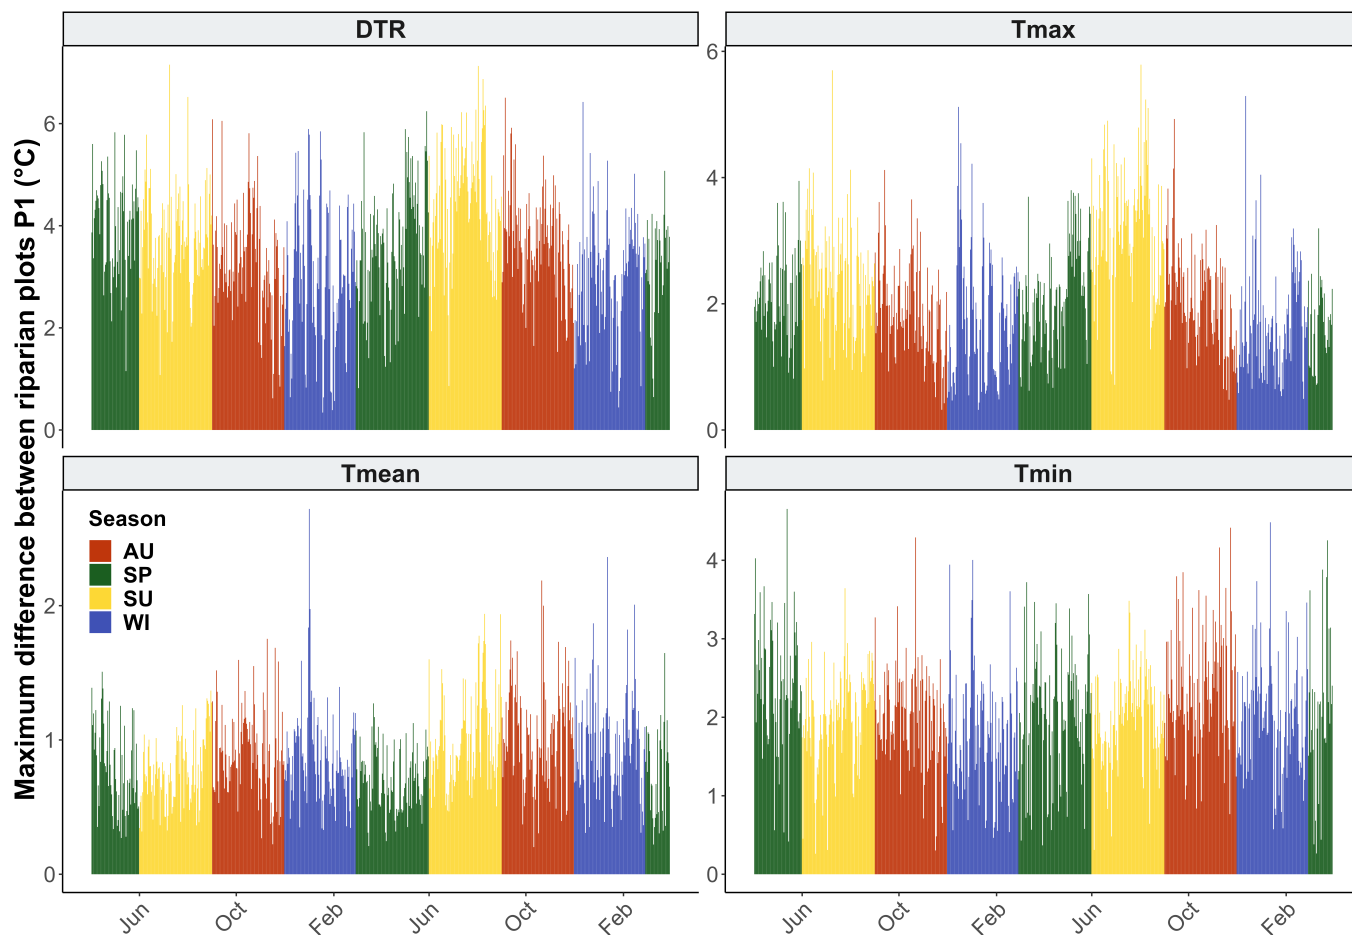 DTR
Tmax
Maximum difference between riparian plots P1 (°C)
6
4
2
0
6
4
2
0
Tmean
Tmin
Season
AU
SP
SU
WI
2
1
0
4
3
2
1
0
Jun
Oct
Feb
Jun
Oct
Feb
Jun
Oct
Feb
Jun
Oct
Feb